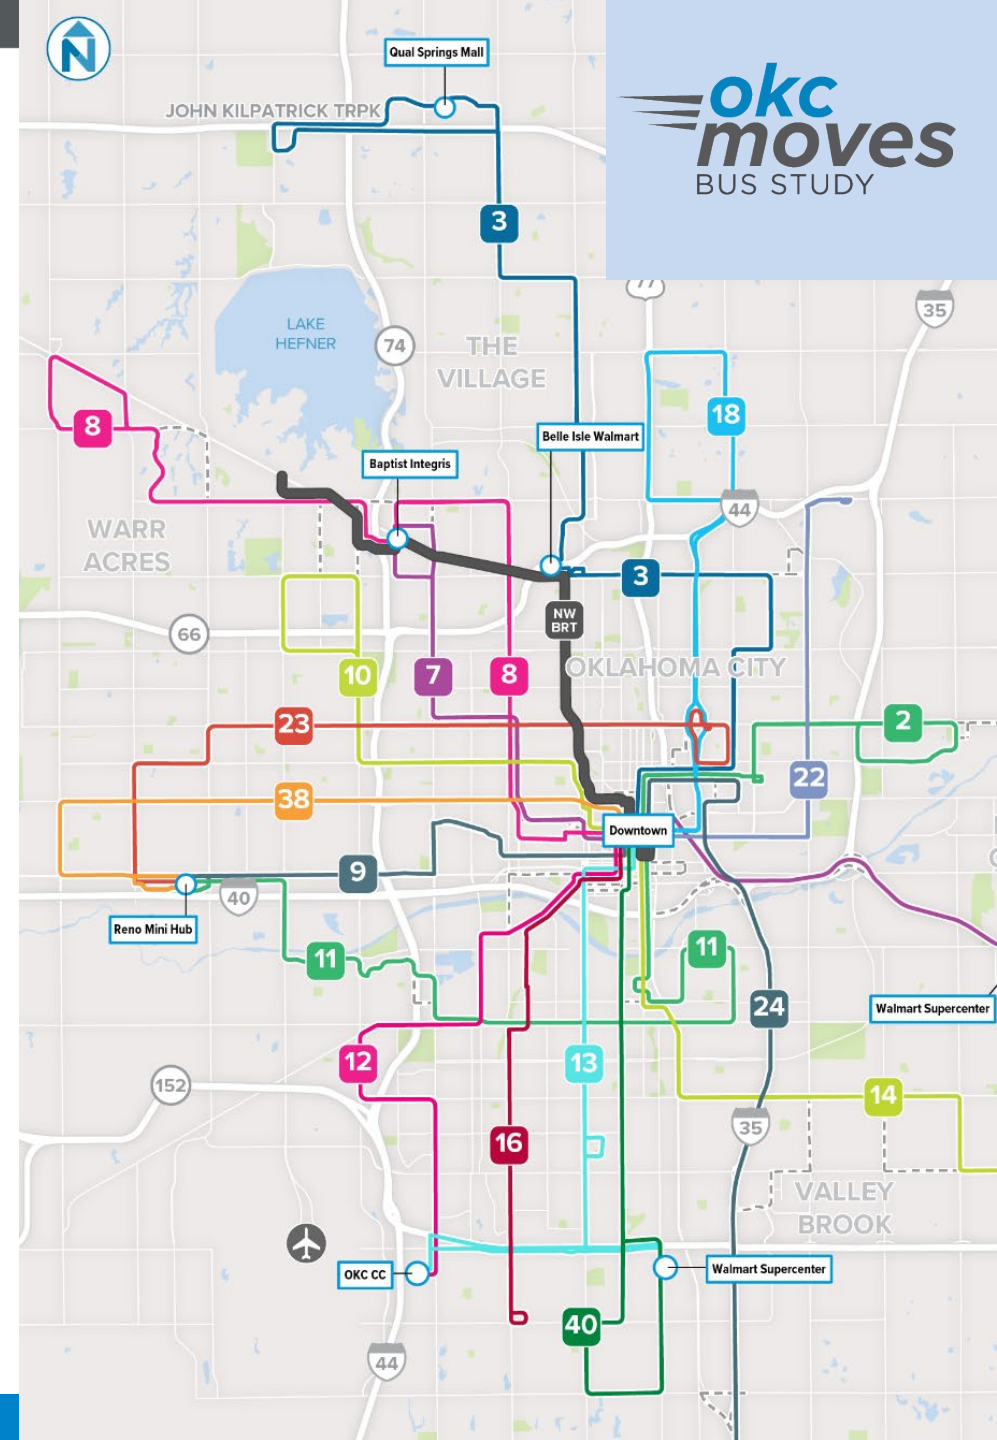 N
Qual Springs Mall
okc
moves
BUS STUDY
JOHN KILPATRICK TRPK
3
77
35
LAKE
HEFNER
74
THE
VILLAGE
8
18
Belle Isle Walmart
Baptist Integris
44
WARR
ACRES
3
NW
BRT
66
OKLAHOMA CITY
10
7
8
23
2
22
38
Downtown
9
40
Reno Mini Hub
11
11
24
Walmart Supercenter
12
13
152
14
35
16
VALLEY
BROOK
OKC CC
Walmart Supercenter
40
44